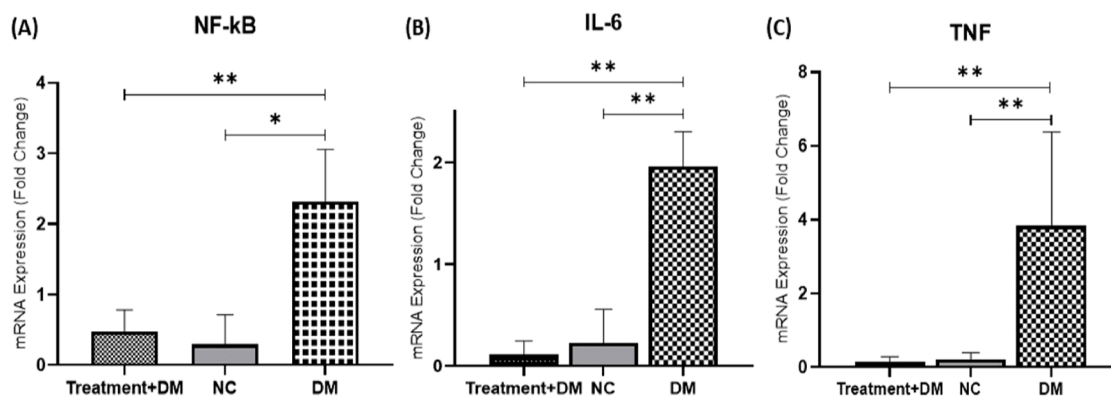 (A)
NF-kB
mRNA Expression (Fold Change)
4
3
2
1
0
**
*
Treatment+DM
NC
DM
(B)
IL-6
mRNA Expression (Fold Change)
2
1
0
**
**
Treatment+DM
NC
DM
(C)
TNF
mRNA Expression (Fold Change)
8
6
4
2
0
**
**
Treatment+DM
NC
DM